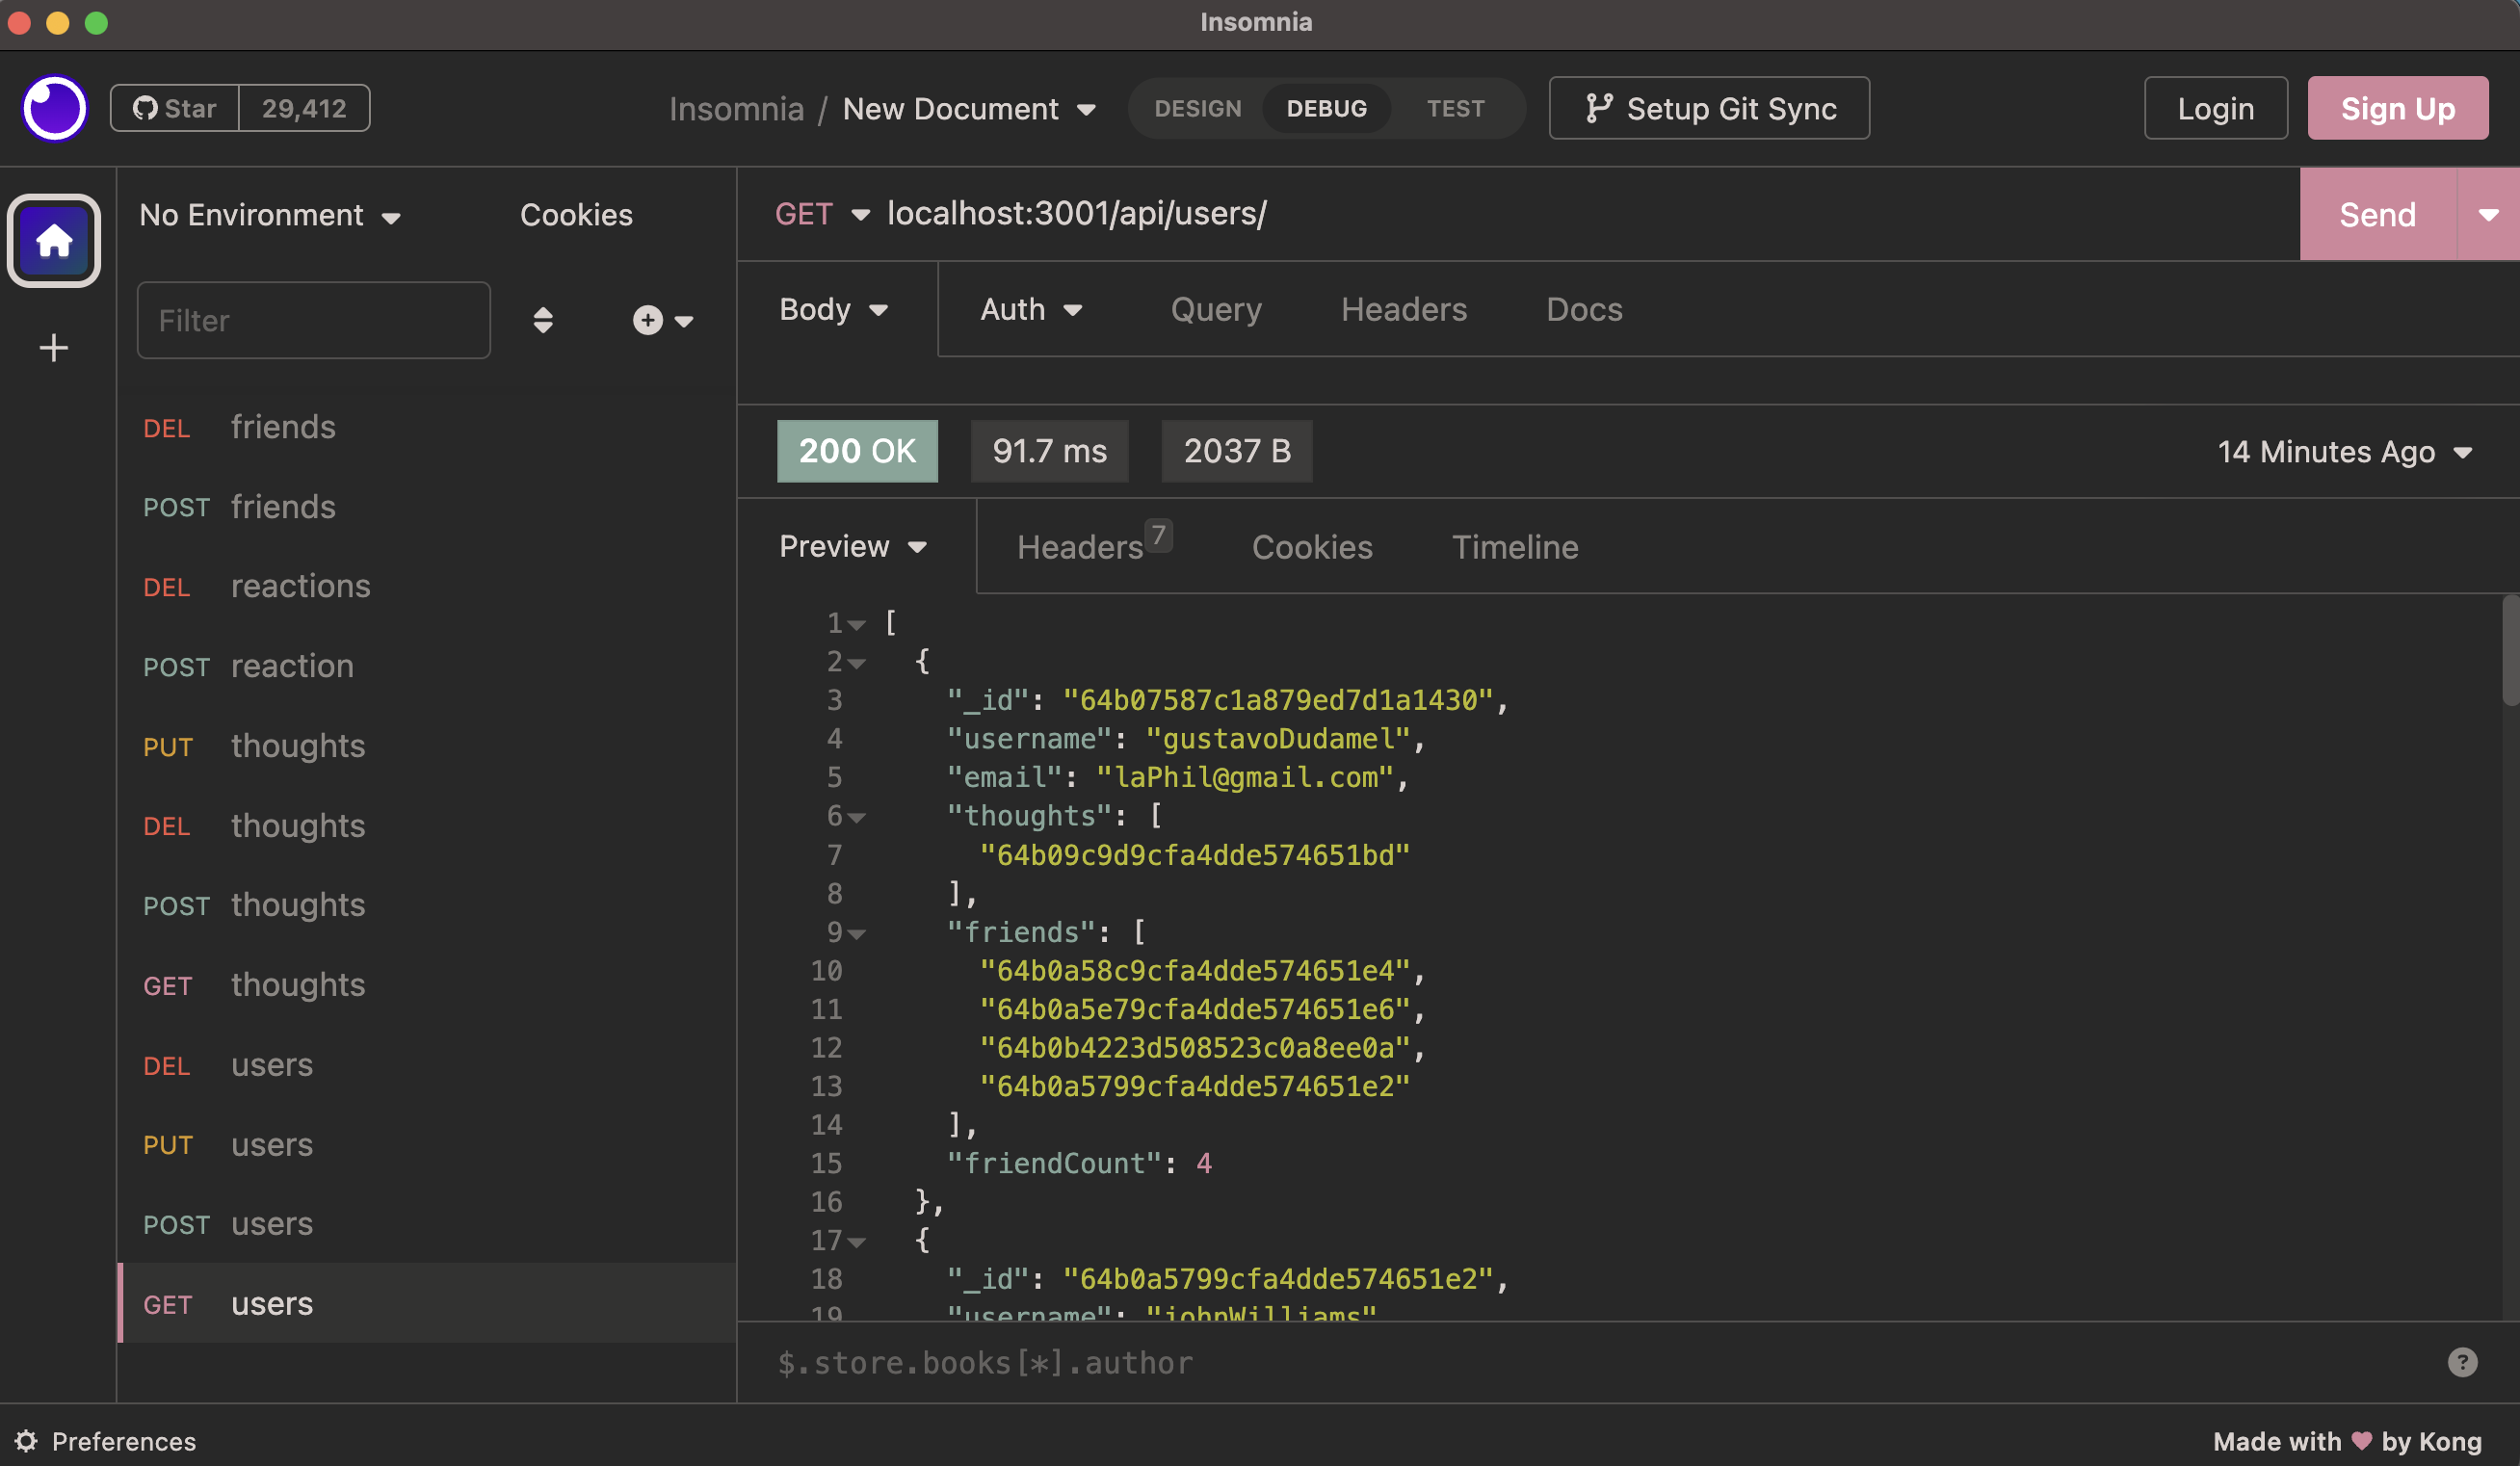 Insomnia
Star 29,412
Insomnia / New Document
DESIGN DEBUG TEST
Setup Git Sync
Login
Sign Up
No Environment
Cookies
Filter
DEL friends
POST friends
DEL reactions
POST reaction
PUT thoughts
DEL thoughts
POST thoughts
GET thoughts
DEL users
PUT users
POST users
GET users
GET localhost:3001/api/users/
Send
Body Auth Query Headers Docs
200 OK 91.7 ms 2037 B
14 Minutes Ago
Preview Headers 7 Cookies Timeline
1 [
2 {
3 "_id": "64b07587c1a879ed7d1a1430",
4 "username": "gustavoDudamel",
5 "email": "laPhil@gmail.com",
6 "thoughts": [
7 "64b09c9d9cfa4dde574651bd"
8 ],
9 "friends": [
10 "64b0a58c9cfa4dde574651e4",
11 "64b0a5e79cfa4dde574651e6",
12 "64b0b4223d508523c0a8ee0a",
13 "64b0a5799cfa4dde574651e2"
14 ],
15 "friendCount": 4
16 },
17 {
18 "_id": "64b0a5799cfa4dde574651e2",
19 "username": "johnWilliams"
$.store.books[*].author
?
Preferences
Made with ♥ by Kong